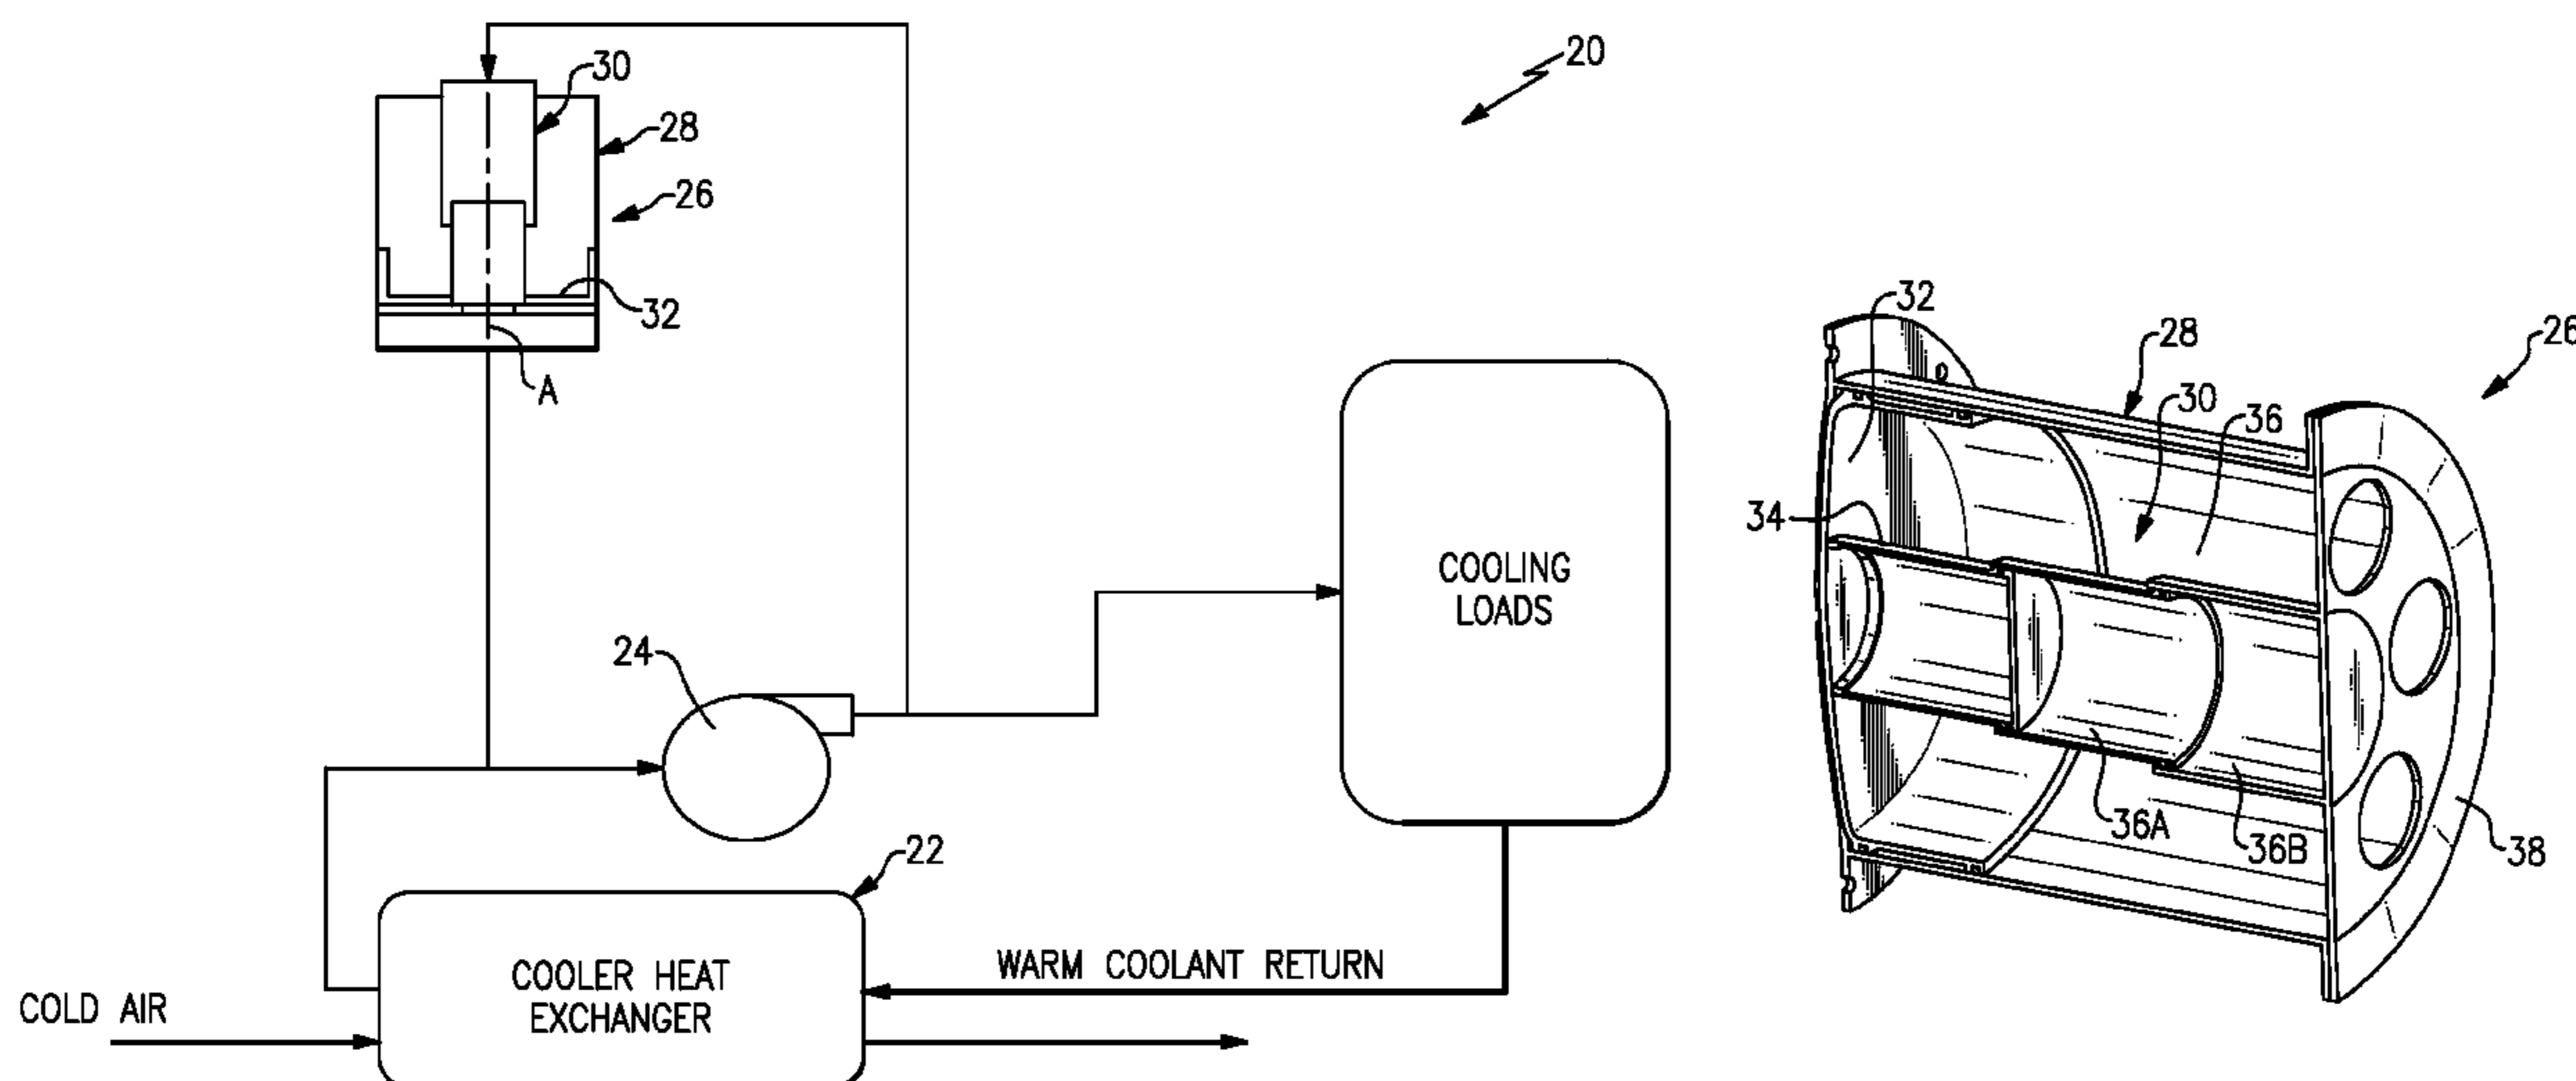 20
30
28
26
32
A
32
28
26
30
36
34
COOLING
LOADS
24
36A
36B
38
22
WARM COOLANT RETURN
COOLER HEAT
EXCHANGER
COLD AIR